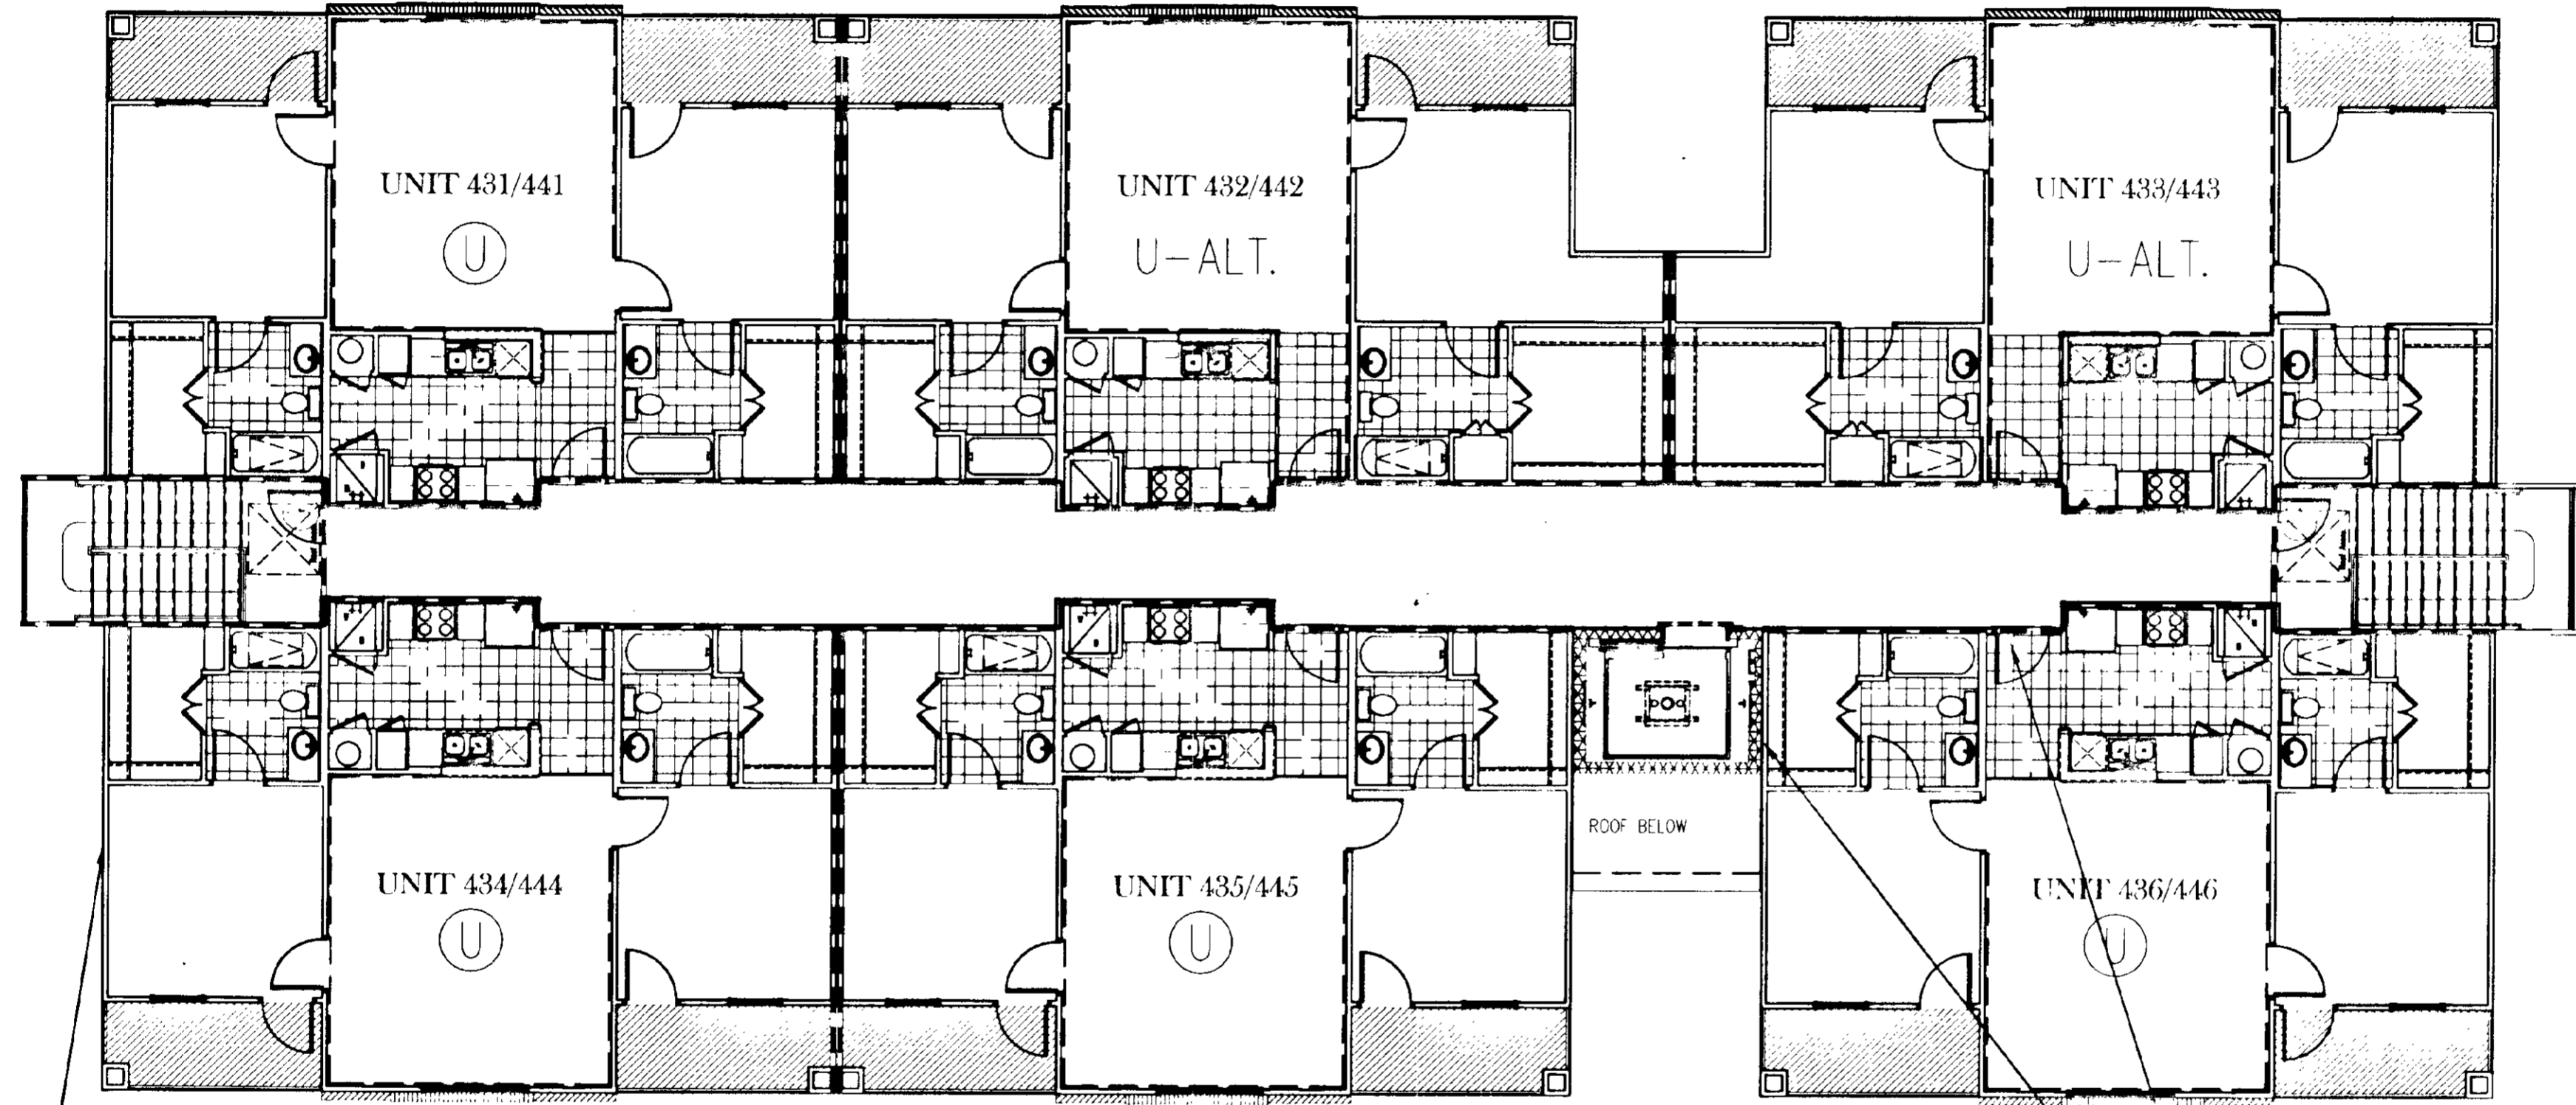 UNIT 431/441
U
UNIT 432/442
U-ALT.
UNIT 433/443
U-ALT.
ROOF BELOW
UNIT 434/444
U
UNIT 435/445
U
UNIT 436/446
U